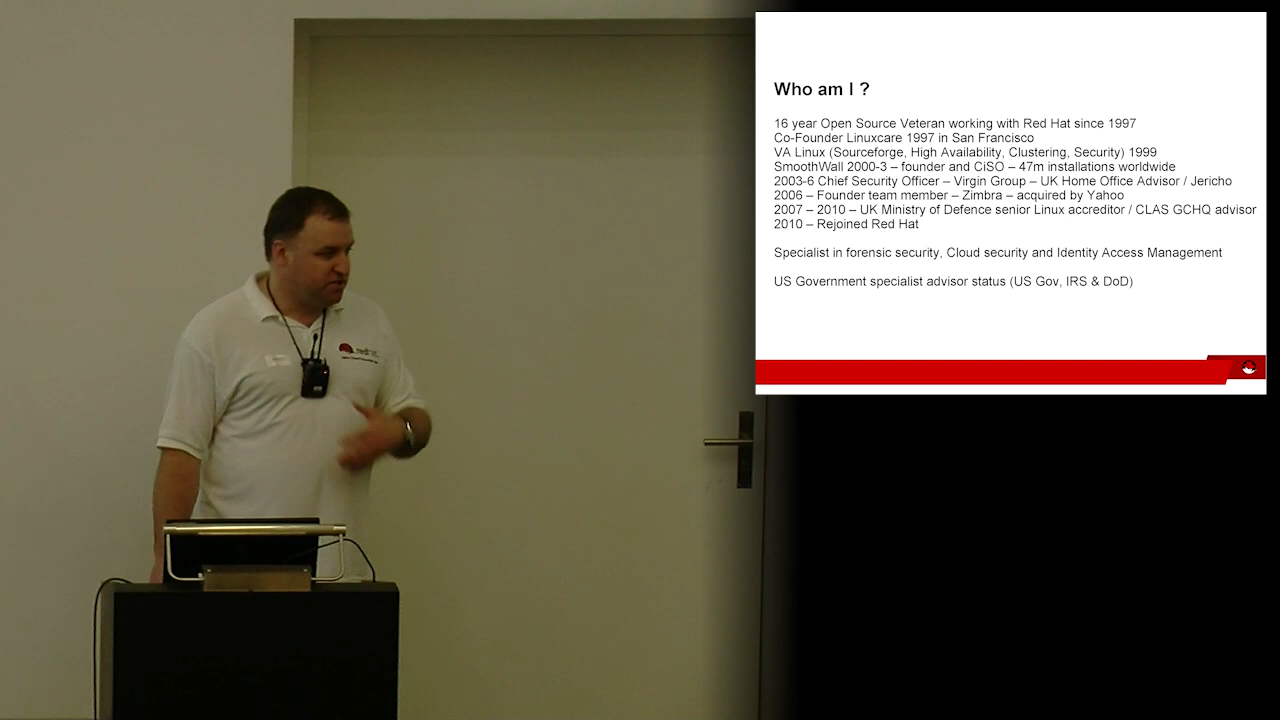 Who am I ?
16 year Open Source Veteran working with Red Hat since 1997
Co-Founder Linuxcare 1997 in San Francisco
VA Linux (Sourceforge, High Availability, Clustering, Security) 1999
SmoothWall 2000-3 – founder and CiSO – 47m installations worldwide
2003-6 Chief Security Officer – Virgin Group – UK Home Office Advisor / Jericho
2006 – Founder team member – Zimbra – acquired by Yahoo
2007 – 2010 – UK Ministry of Defence senior Linux accreditor / CLAS GCHQ advisor
2010 – Rejoined Red Hat
Specialist in forensic security, Cloud security and Identity Access Management
US Government specialist advisor status (US Gov, IRS & DoD)